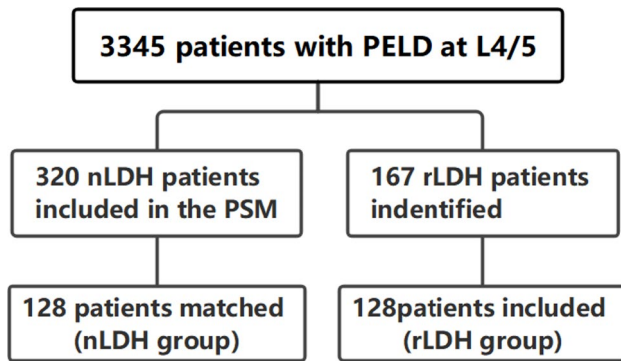 3345 patients with PELD at L4/5
320 nLDH patients
included in the PSM
167 rLDH patients
indentified
128 patients matched
(nLDH group)
128patients included
(rLDH group)